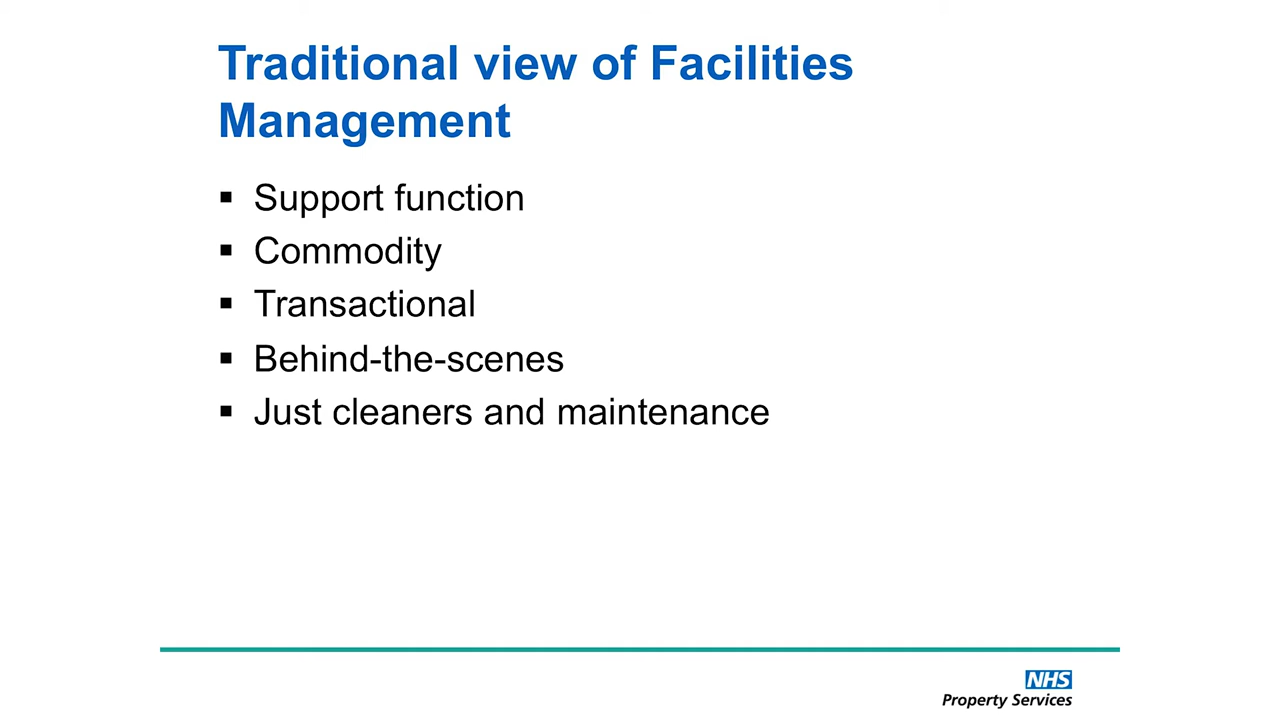 Traditional view of Facilities
Management
▪ Support function
▪ Commodity
▪ Transactional
▪ Behind-the-scenes
▪ Just cleaners and maintenance
NHS
Property Services